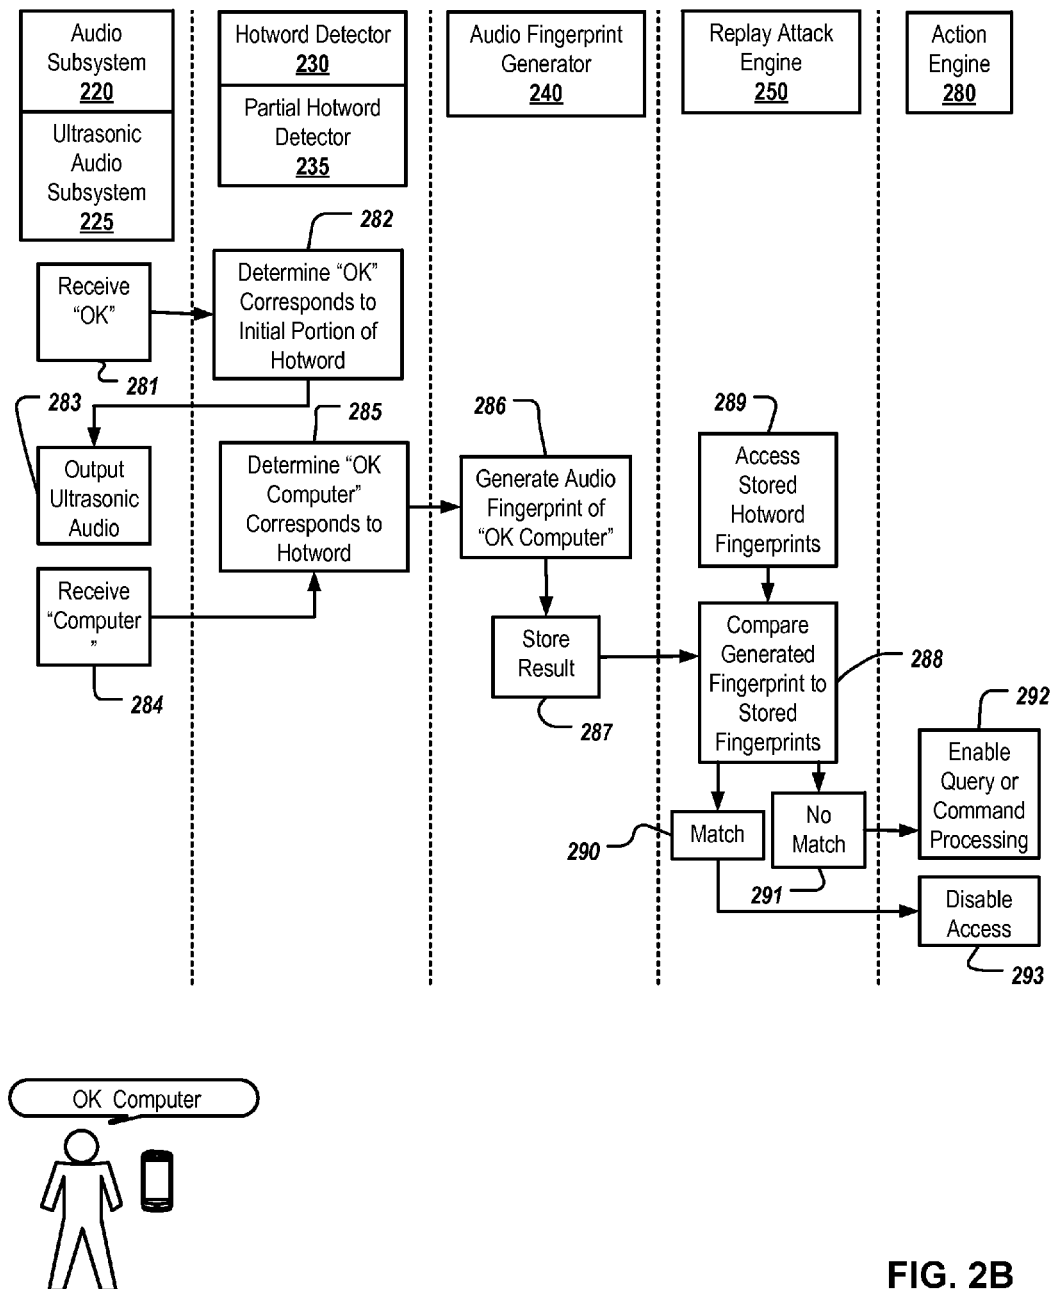 Audio
Subsystem
220
Ultrasonic
Audio
Subsystem
225
Hotword Detector
230
Partial Hotword
Detector
235
Audio Fingerprint
Generator
240
Replay Attack
Engine
250
Action
Engine
280
282
Receive
"OK"
281
Determine "OK"
Corresponds to
Initial Portion of
Hotword
283
Output
Ultrasonic
Audio
285
Determine "OK
Computer"
Corresponds to
Hotword
Receive
"Computer
"
284
286
Generate Audio
Fingerprint of
"OK Computer"
Store
Result
287
289
Access
Stored
Hotword
Fingerprints
Compare
Generated
Fingerprint to
Stored
Fingerprints
288
Match
290
No
Match
291
292
Enable
Query or
Command
Processing
Disable
Access
293
OK Computer
FIG. 2B